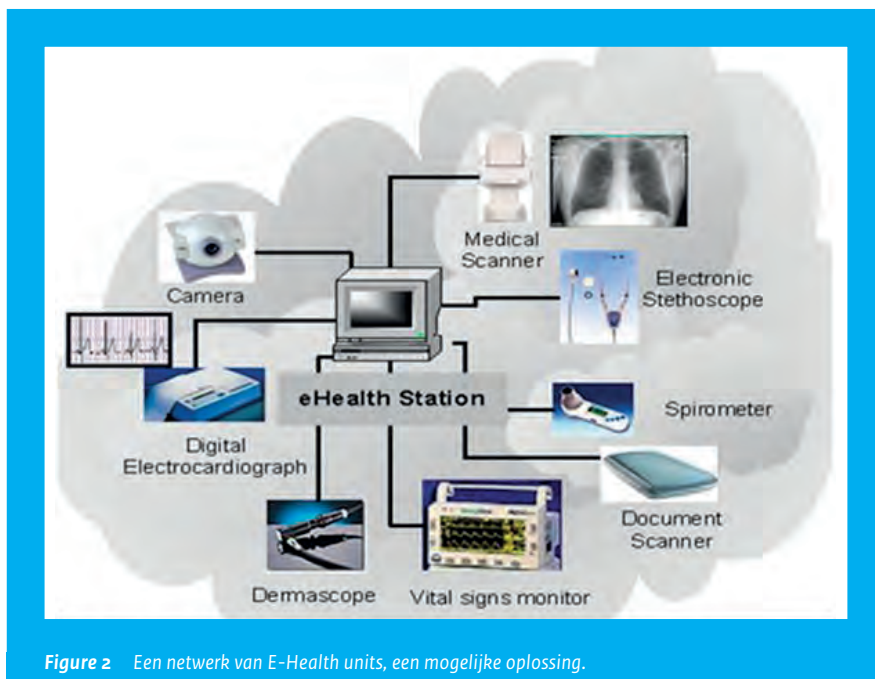 Medical
Scanner
Camera
Electronic
Stethoscope
eHealth Station
Spirometer
Digital
Electrocardiograph
Document
Scanner
Dermascope
Vital signs monitor
Figure 2 Een netwerk van E-Health units, een mogelijke oplossing.